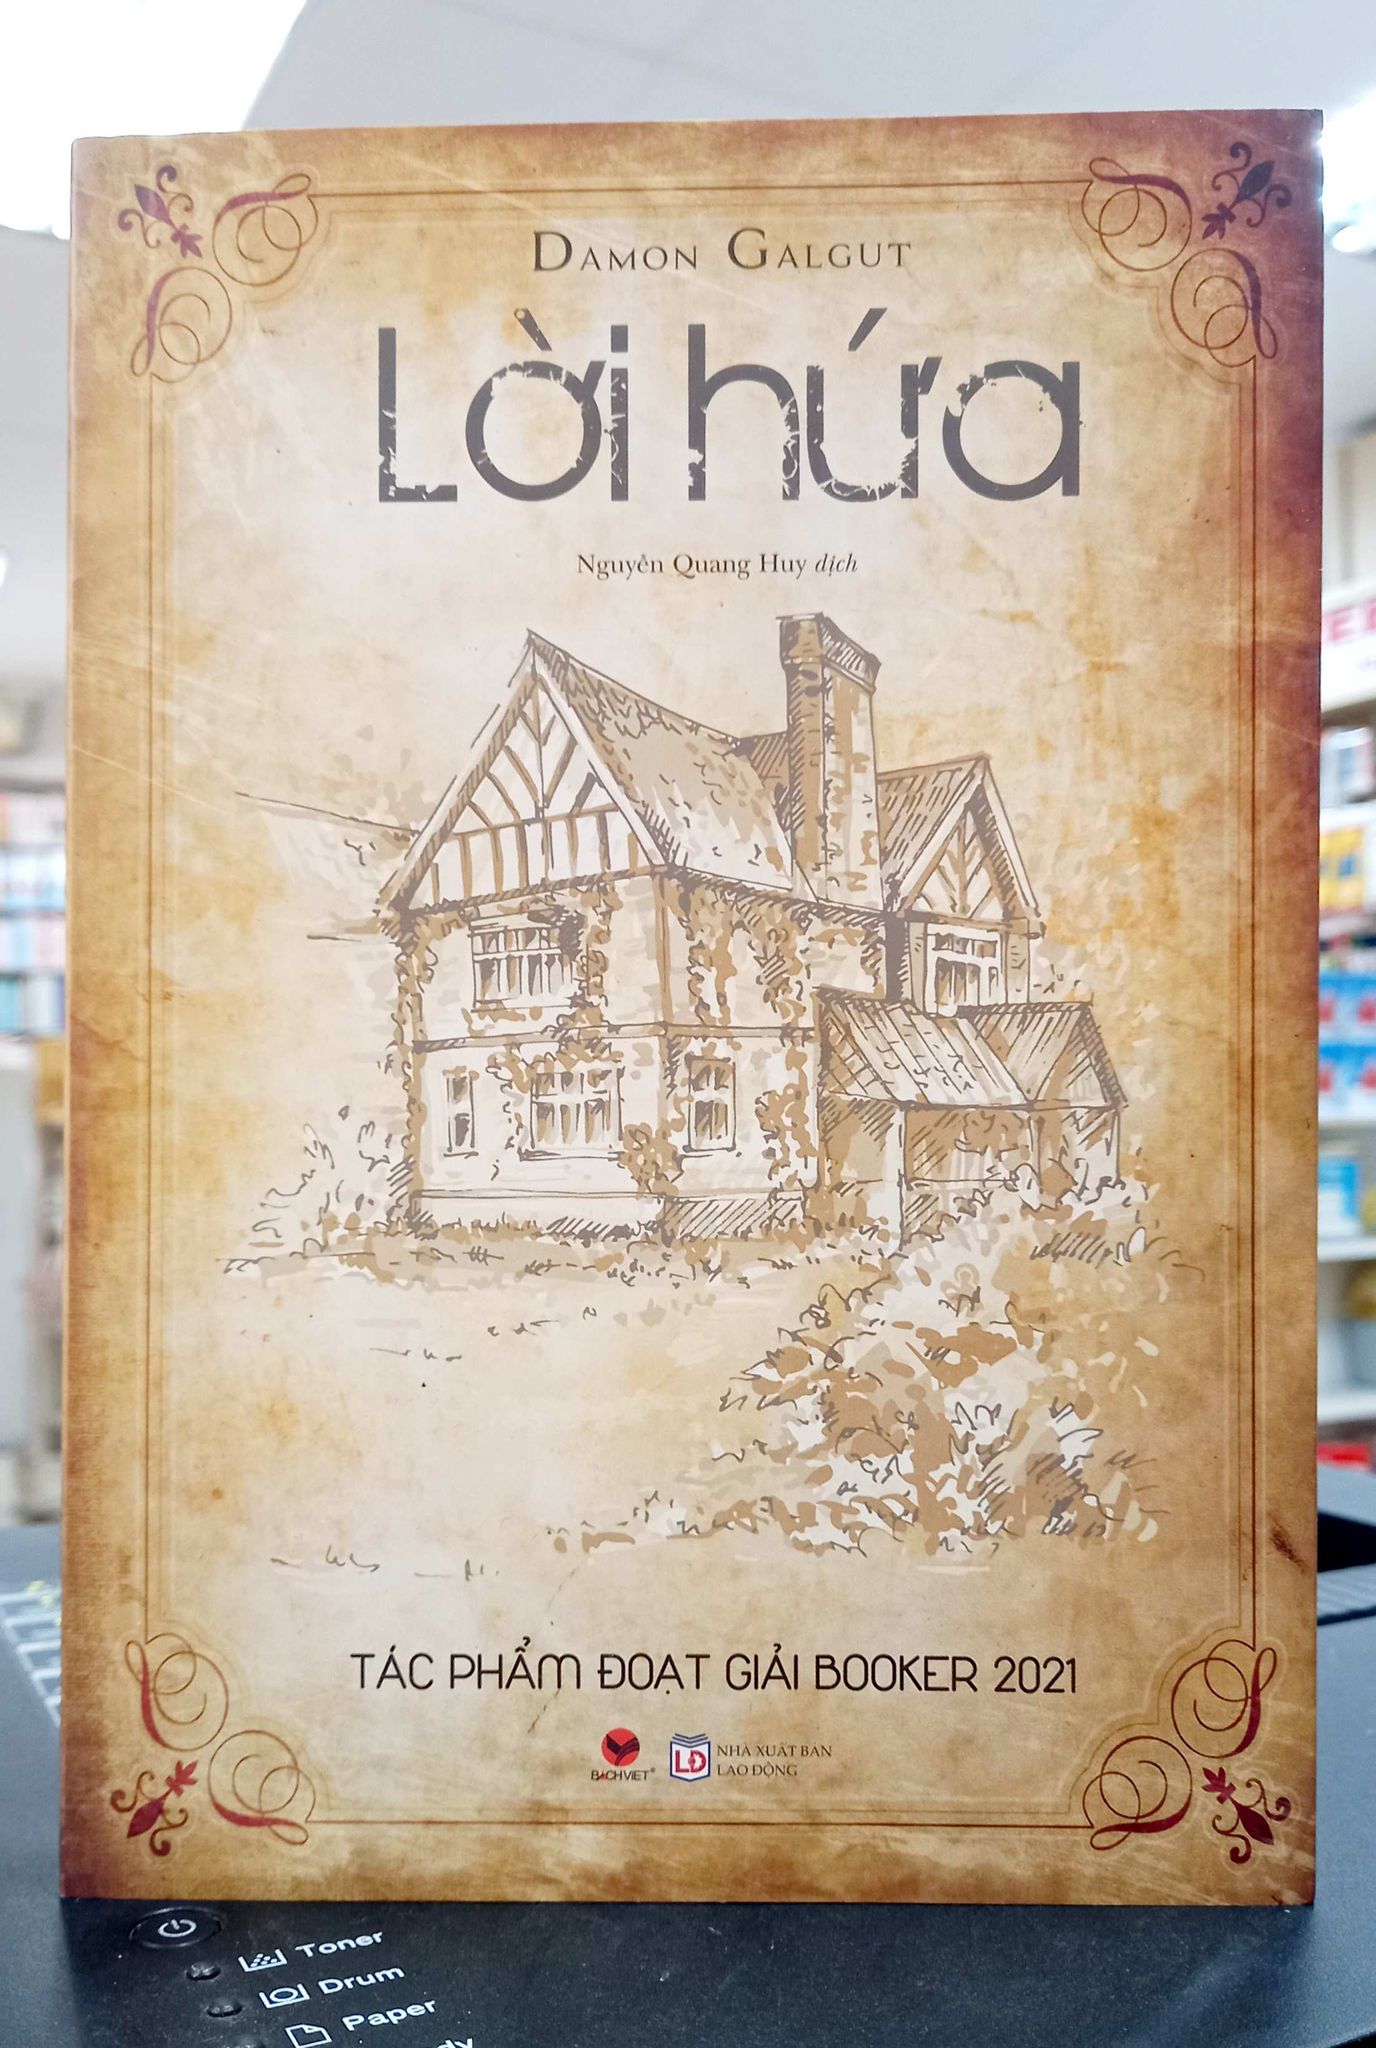 DAMON GALGUT
Lời hứa
Nguyễn Quang Huy dịch
TÁC PHẨM ĐOẠT GIẢI BOOKER 2021
BACHVIET®
LĐ
NHÀ XUẤT BẢN
LAO ĐỘNG
Toner
Drum
Paper